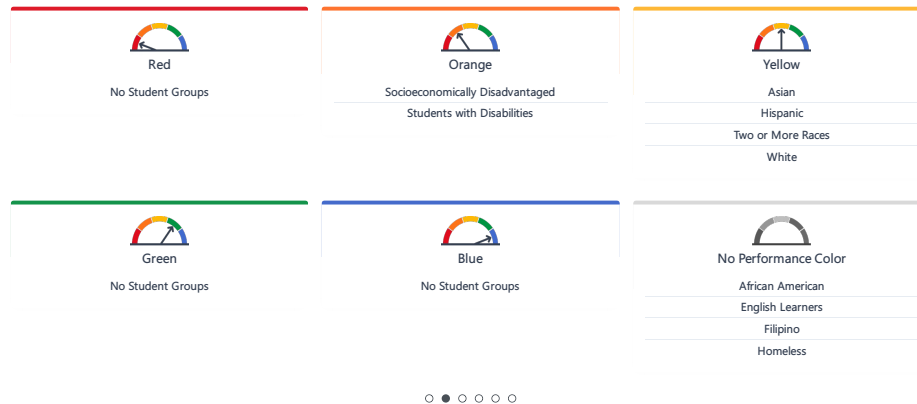 Red
No Student Groups
Orange
Socioeconomically Disadvantaged
Students with Disabilities
Yellow
Asian
Hispanic
Two or More Races
White
Green
No Student Groups
Blue
No Student Groups
No Performance Color
African American
English Learners
Filipino
Homeless